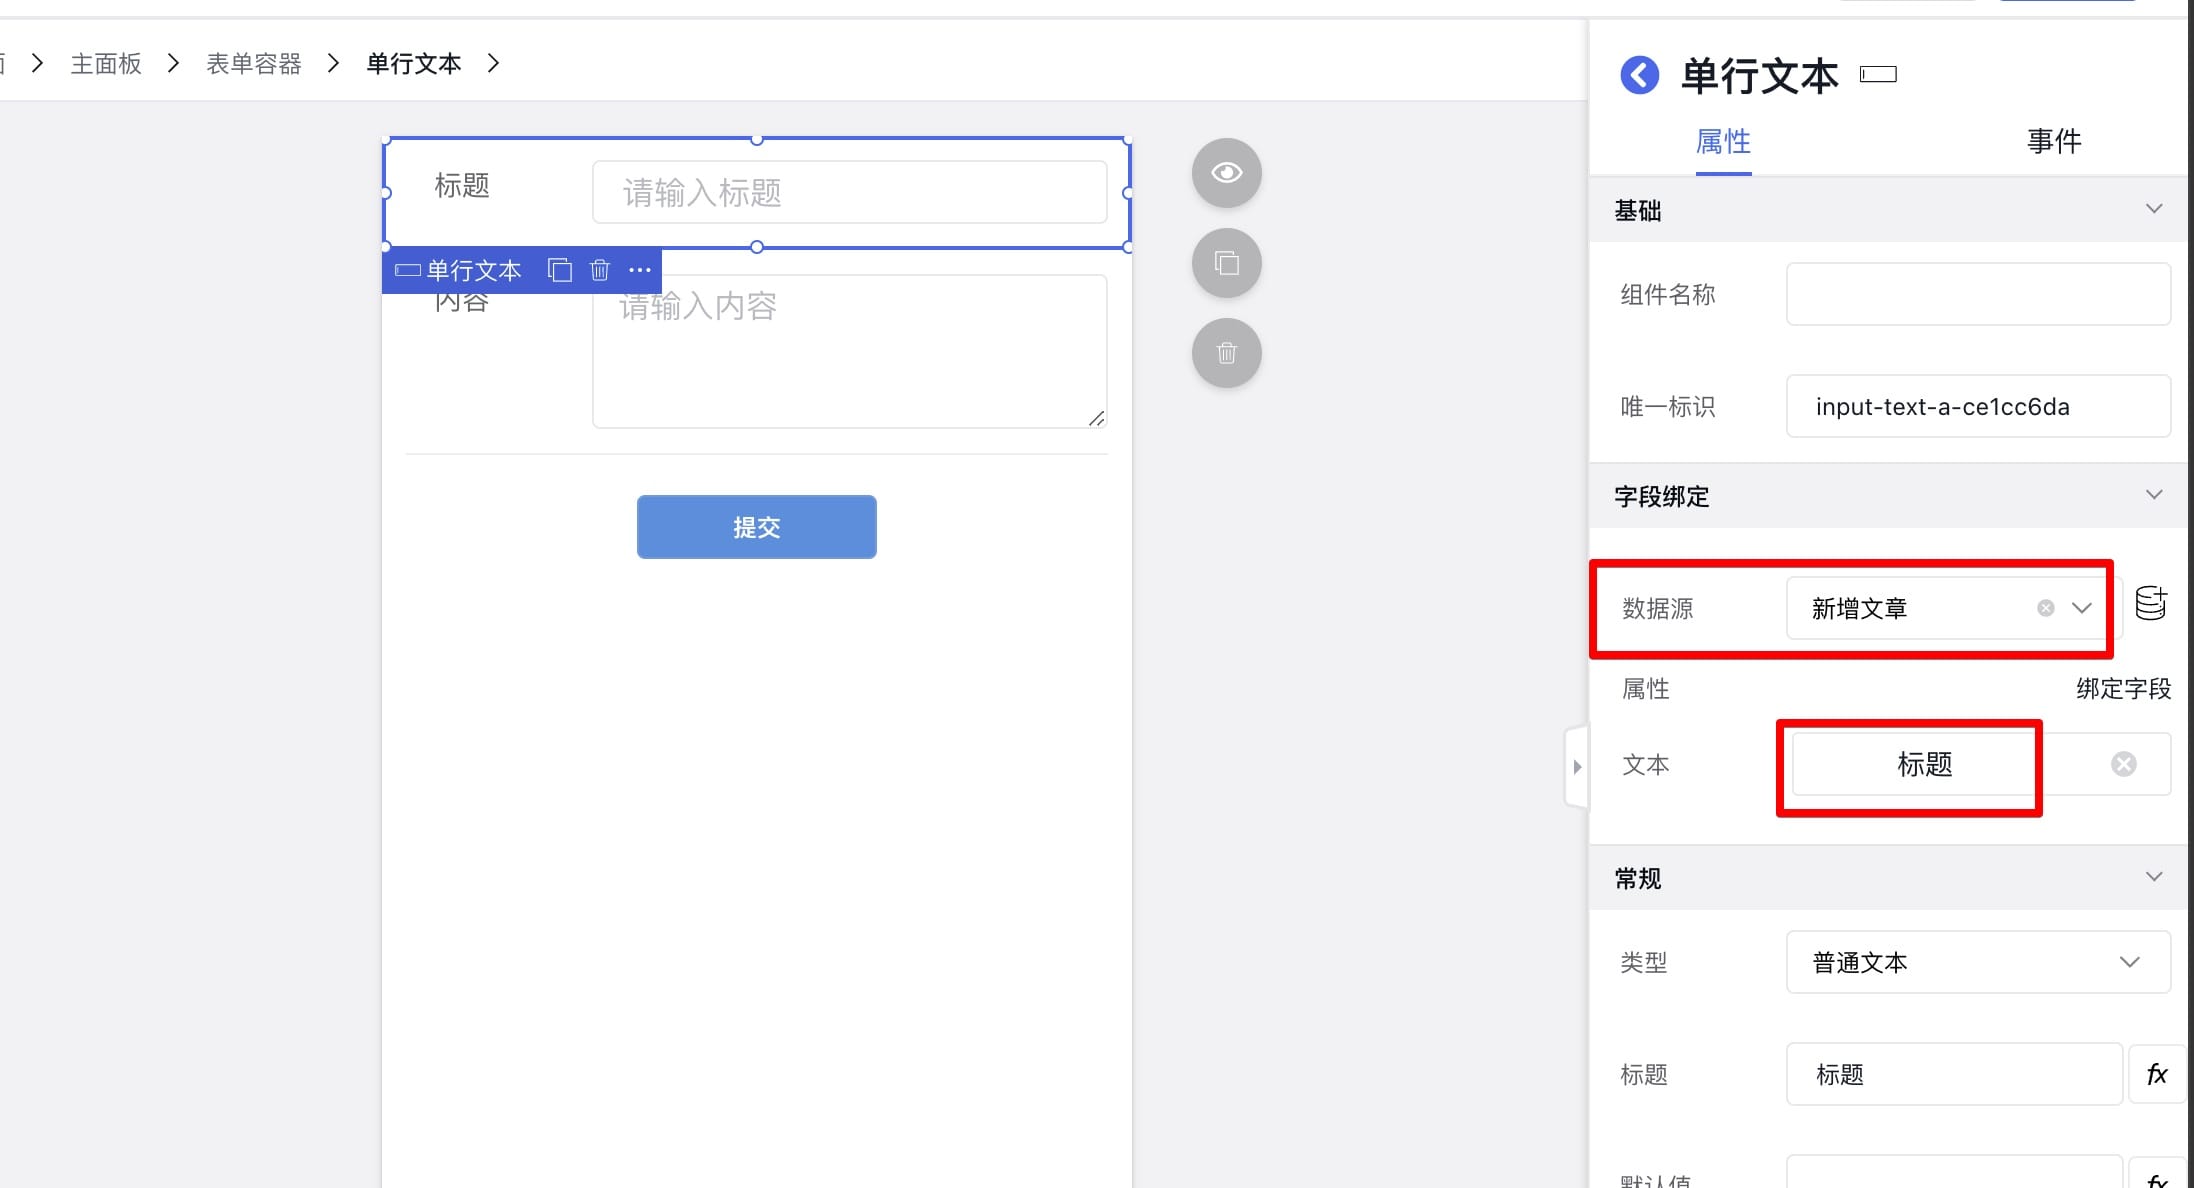 主面板
表单容器
单行文本
标题
请输入标题
单行文本
内容
请输入内容
提交
单行文本
属性
事件
基础
组件名称
唯一标识
input-text-a-ce1cc6da
字段绑定
数据源
新增文章
属性
绑定字段
文本
标题
常规
类型
普通文本
标题
标题
fx
默认值
fx